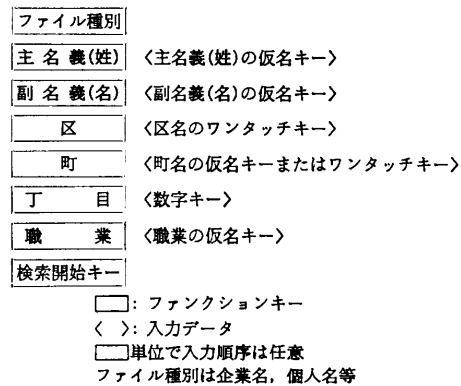 ファイル種別
主名義(姓) 〈主名義(姓)の仮名キー〉
副名義(名) 〈副名義(名)の仮名キー〉
区 〈区名のワンタッチキー〉
町 〈町名の仮名キーまたはワンタッチキー〉
丁目 〈数字キー〉
職業 〈職業の仮名キー〉
検索開始キー
: ファンクションキー
〈 〉: 入力データ
単位で入力順序は任意
ファイル種別は企業名, 個人名等